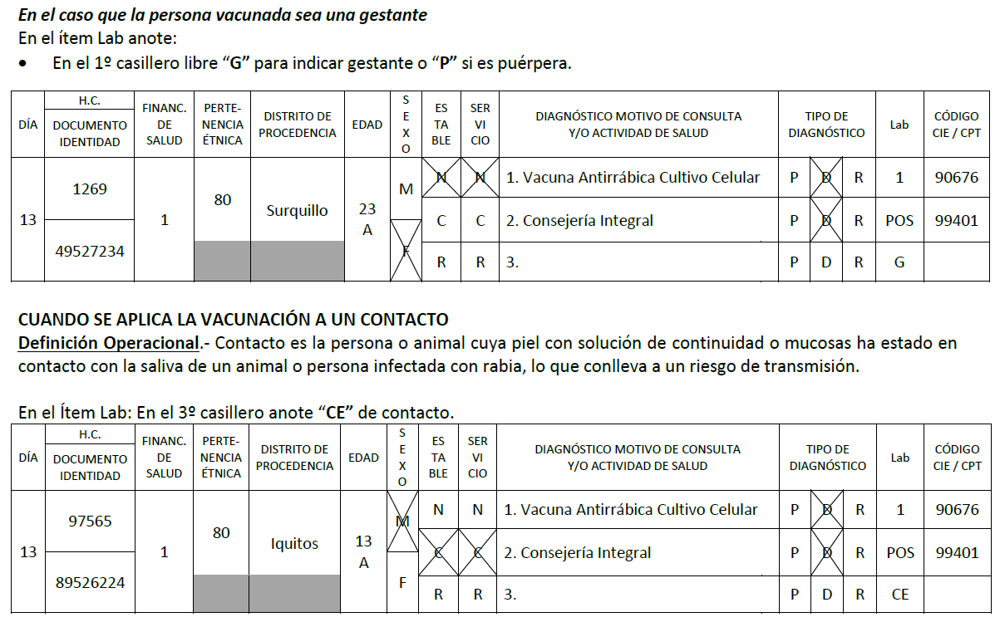 En el caso que la persona vacunada sea una gestante
En el ítem Lab anote:
• En el 1º casillero libre “G” para indicar gestante o “P” si es puérpera.
DÍA H.C. DOCUMENTO IDENTIDAD FINANC. DE SALUD PERTE-NENCIA ÉTNICA DISTRITO DE PROCEDENCIA EDAD SEXO ES TA BLE SER VI CIO DIAGNÓSTICO MOTIVO DE CONSULTA Y/O ACTIVIDAD DE SALUD TIPO DE DIAGNÓSTICO Lab CÓDIGO CIE / CPT
13 1269 1 80 Surquillo 23 A M N N 1. Vacuna Antirrábica Cultivo Celular P D R 1 90676
49527234 F C C 2. Consejería Integral P D R POS 99401
R R 3. P D R G
CUANDO SE APLICA LA VACUNACIÓN A UN CONTACTO
Definición Operacional.- Contacto es la persona o animal cuya piel con solución de continuidad o mucosas ha estado en
contacto con la saliva de un animal o persona infectada con rabia, lo que conlleva a un riesgo de transmisión.
En el Ítem Lab: En el 3º casillero anote “CE” de contacto.
DÍA H.C. DOCUMENTO IDENTIDAD FINANC. DE SALUD PERTE-NENCIA ÉTNICA DISTRITO DE PROCEDENCIA EDAD SEXO ES TA BLE SER VI CIO DIAGNÓSTICO MOTIVO DE CONSULTA Y/O ACTIVIDAD DE SALUD TIPO DE DIAGNÓSTICO Lab CÓDIGO CIE / CPT
13 97565 1 80 Iquitos 13 A M N N 1. Vacuna Antirrábica Cultivo Celular P D R 1 90676
89526224 F C C 2. Consejería Integral P D R POS 99401
R R 3. P D R CE